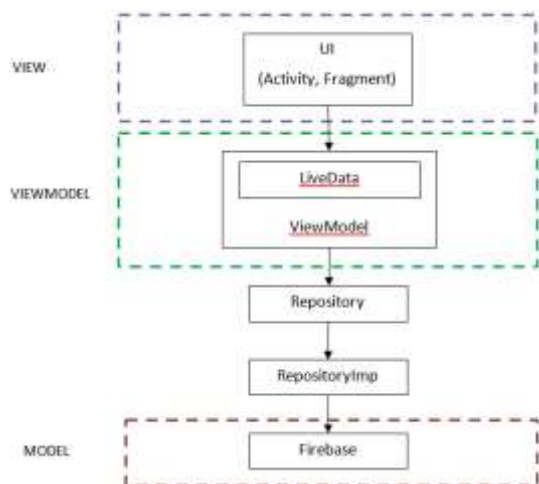 VIEW
UI
(Activity, Fragment)
VIEWMODEL
LiveData
ViewModel
Repository
RepositoryImp
MODEL
Firebase